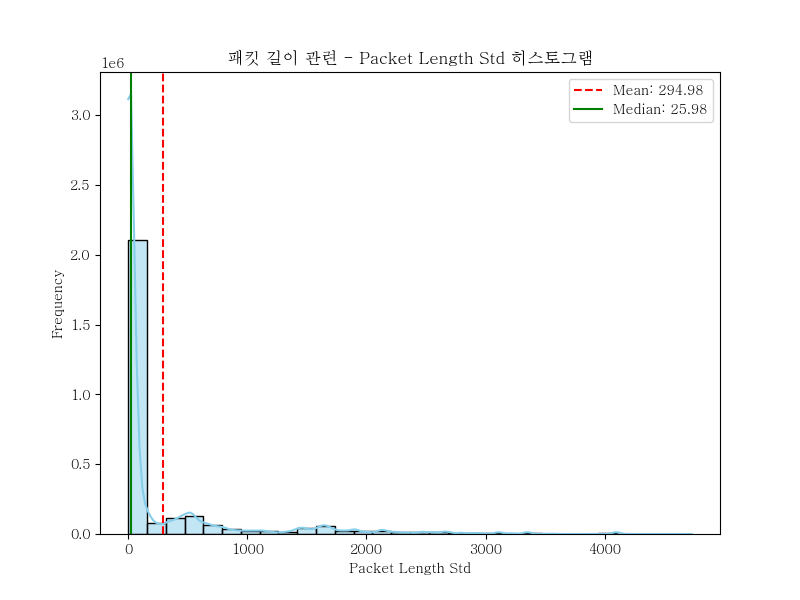 패킷 길이 관련 - Packet Length Std 히스토그램
1e6
Mean: 294.98
Median: 25.98
3.0
2.5
2.0
1.5
1.0
0.5
0.0
Frequency
0 1000 2000 3000 4000
Packet Length Std